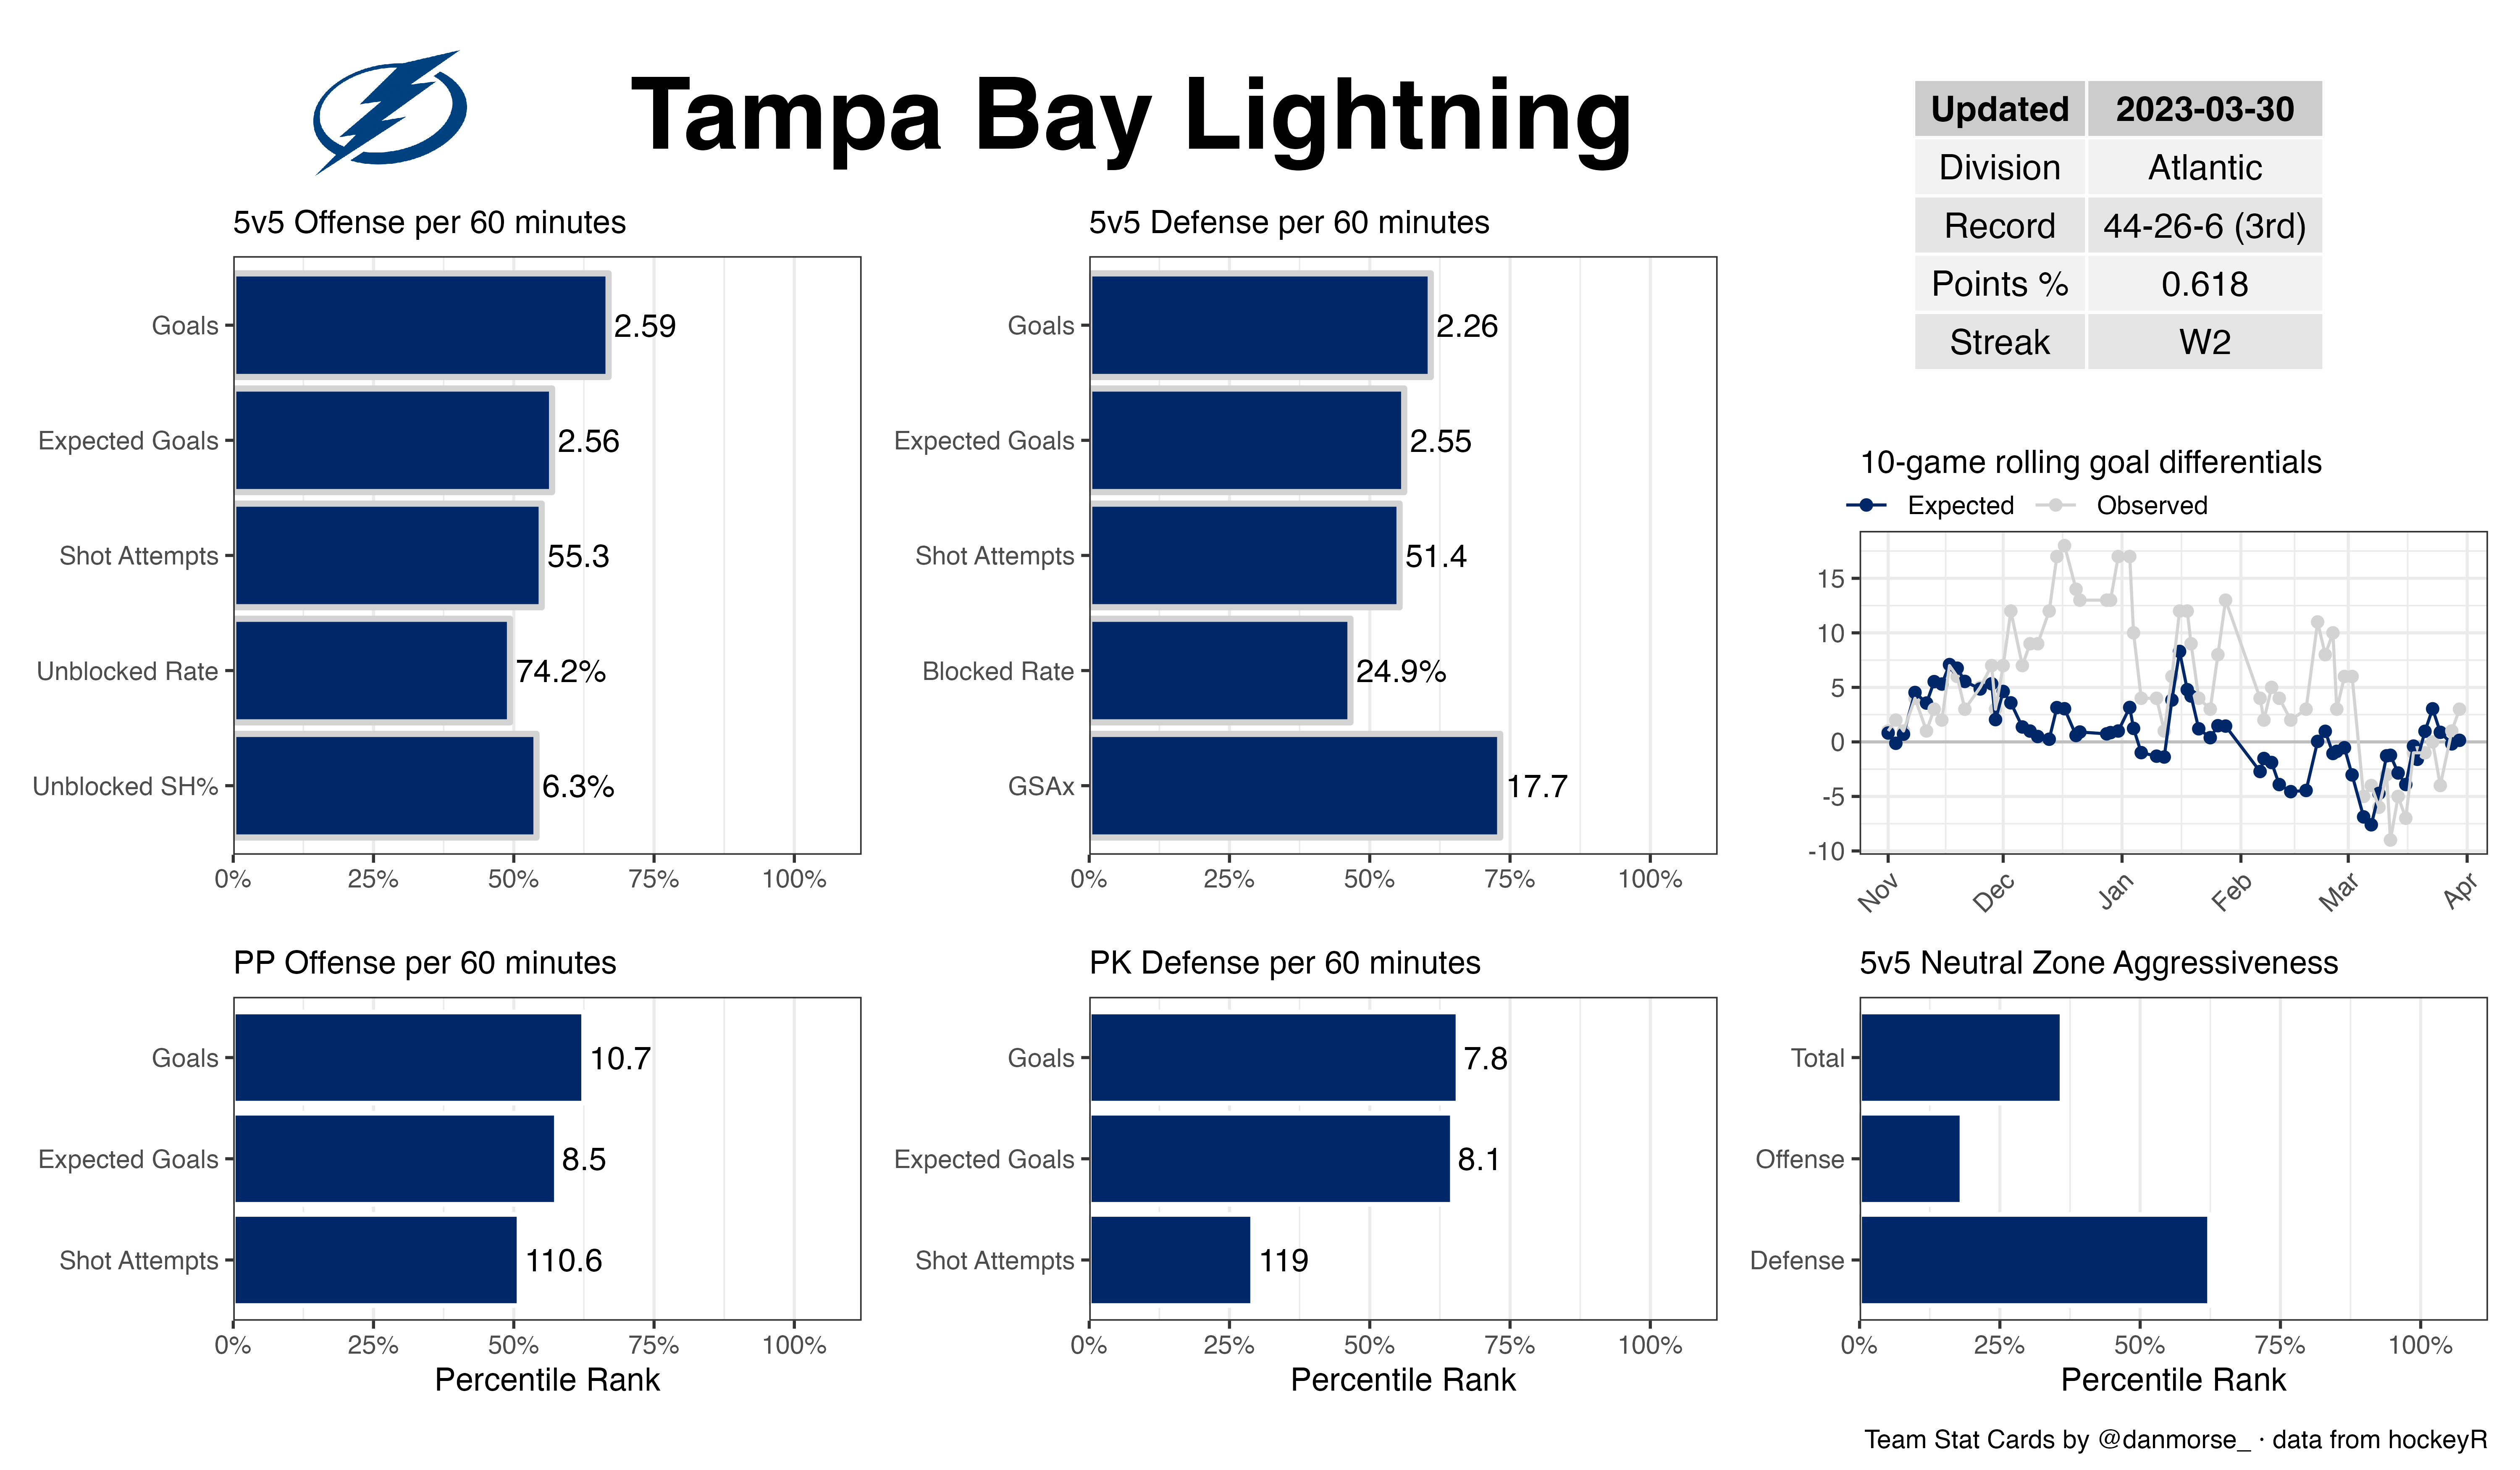 Tampa Bay Lightning
Updated 2023-03-30
Division Atlantic
Record 44-26-6 (3rd)
Points % 0.618
Streak W2
5v5 Offense per 60 minutes
Goals 2.59
Expected Goals 2.56
Shot Attempts 55.3
Unblocked Rate 74.2%
Unblocked SH% 6.3%
0% 25% 50% 75% 100%
5v5 Defense per 60 minutes
Goals 2.26
Expected Goals 2.55
Shot Attempts 51.4
Blocked Rate 24.9%
GSAx 17.7
0% 25% 50% 75% 100%
10-game rolling goal differentials
Expected Observed
15
10
5
0
-5
-10
Nov Dec Jan Feb Mar Apr
PP Offense per 60 minutes
Goals 10.7
Expected Goals 8.5
Shot Attempts 110.6
0% 25% 50% 75% 100%
Percentile Rank
PK Defense per 60 minutes
Goals 7.8
Expected Goals 8.1
Shot Attempts 119
0% 25% 50% 75% 100%
Percentile Rank
5v5 Neutral Zone Aggressiveness
Total
Offense
Defense
0% 25% 50% 75% 100%
Percentile Rank
Team Stat Cards by @danmorse_ · data from hockeyR